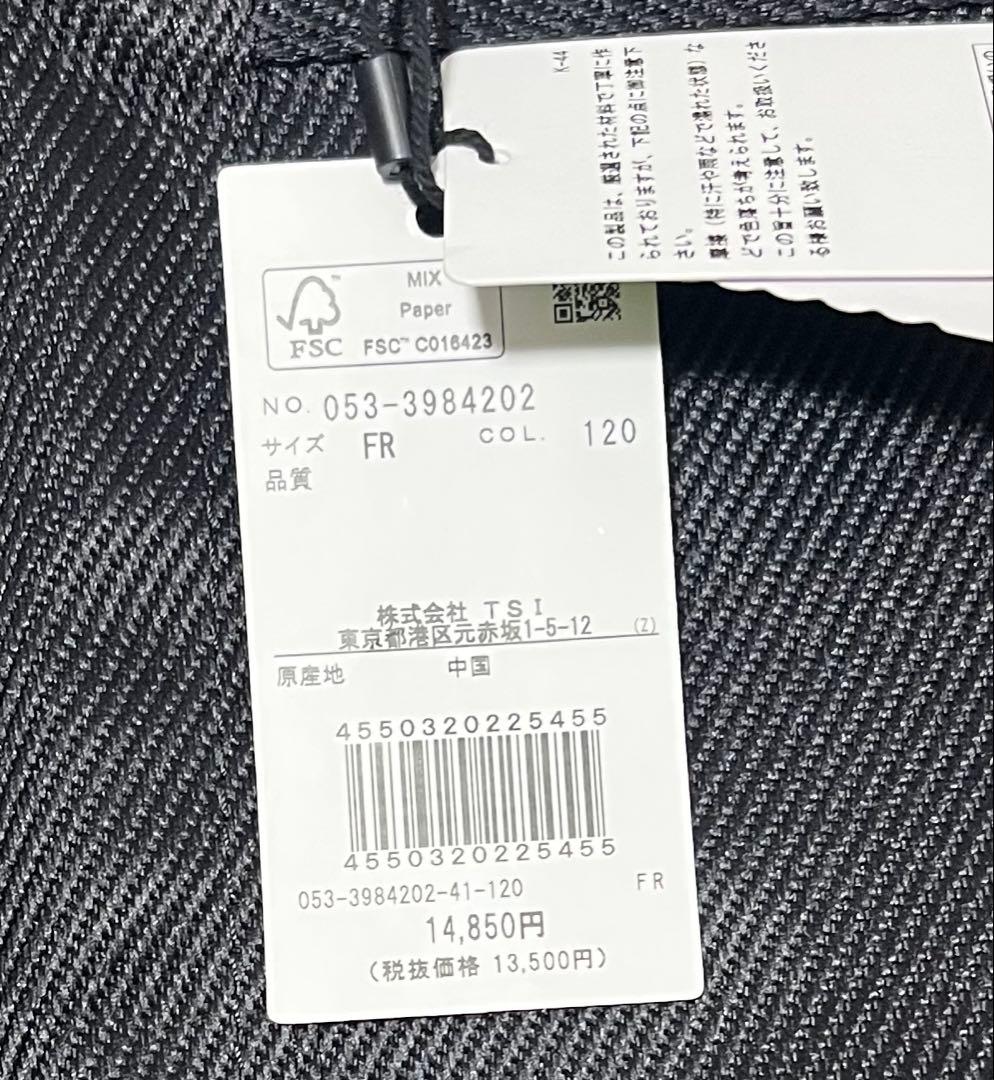 K-44
この製品は、厳選された材料で丁寧に作
られておりますが、下記の点に御注意下
さい。
摩擦（特に汗や雨などで濡れた状態）な
どで色落ちが考えられます。
この旨十分に注意して、お取扱いくださ
る様お願い致します。
MIX
Paper
FSC
FSC™ C016423
NO. 053-3984202
サイズ FR COL. 120
品質
株式会社 TSI
東京都港区元赤坂1-5-12 (Z)
原産地 中国
4550320225455
4550320225455
053-3984202-41-120 FR
14,850円
(税抜価格 13,500円)